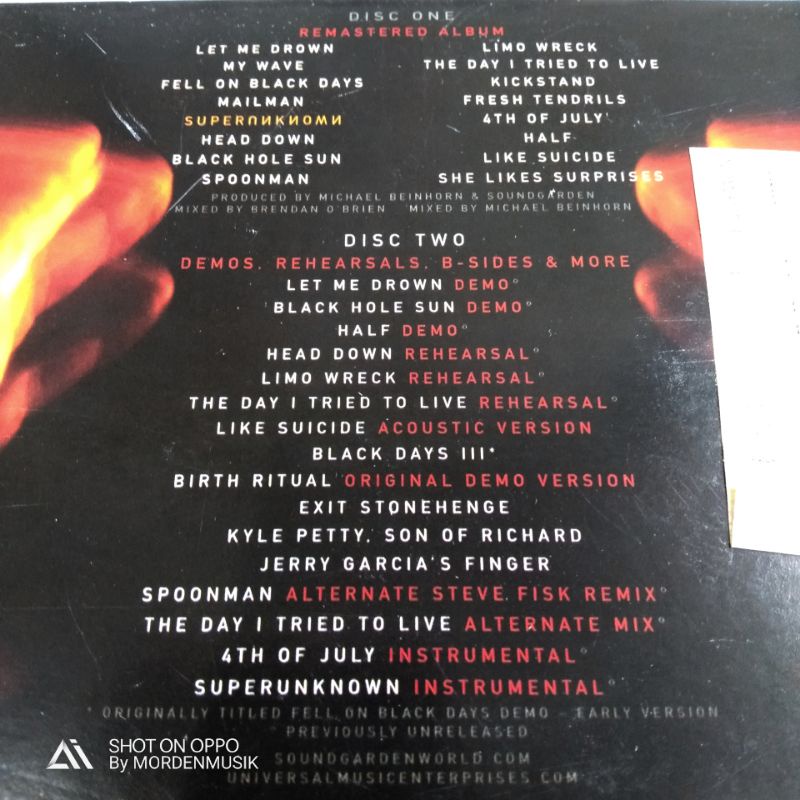 DISC ONE
REMASTERED ALBUM
LET ME DROWN
MY WAVE
FELL ON BLACK DAYS
MAILMAN
SUPERUNKNOWN
HEAD DOWN
BLACK HOLE SUN
SPOONMAN
LIMO WRECK
THE DAY I TRIED TO LIVE
KICKSTAND
FRESH TENDRILS
4TH OF JULY
HALF
LIKE SUICIDE
SHE LIKES SURPRISES
PRODUCED BY MICHAEL BEINHORN & SOUNDGARDEN
MIXED BY BRENDAN O'BRIEN MIXED BY MICHAEL BEINHORN
DISC TWO
DEMOS, REHEARSALS, B-SIDES & MORE
LET ME DROWN DEMO°
BLACK HOLE SUN DEMO°
HALF DEMO°
HEAD DOWN REHEARSAL°
LIMO WRECK REHEARSAL°
THE DAY I TRIED TO LIVE REHEARSAL°
LIKE SUICIDE ACOUSTIC VERSION
BLACK DAYS III*
BIRTH RITUAL ORIGINAL DEMO VERSION
EXIT STONEHENGE
KYLE PETTY, SON OF RICHARD
JERRY GARCIA'S FINGER
SPOONMAN ALTERNATE STEVE FISK REMIX°
THE DAY I TRIED TO LIVE ALTERNATE MIX°
4TH OF JULY INSTRUMENTAL°
SUPERUNKNOWN INSTRUMENTAL°
* ORIGINALLY TITLED FELL ON BLACK DAYS DEMO – EARLY VERSION
° PREVIOUSLY UNRELEASED
SOUNDGARDENWORLD.COM
UNIVERSALMUSICENTERPRISES.COM
SHOT ON OPPO
By MORDENMUSIK